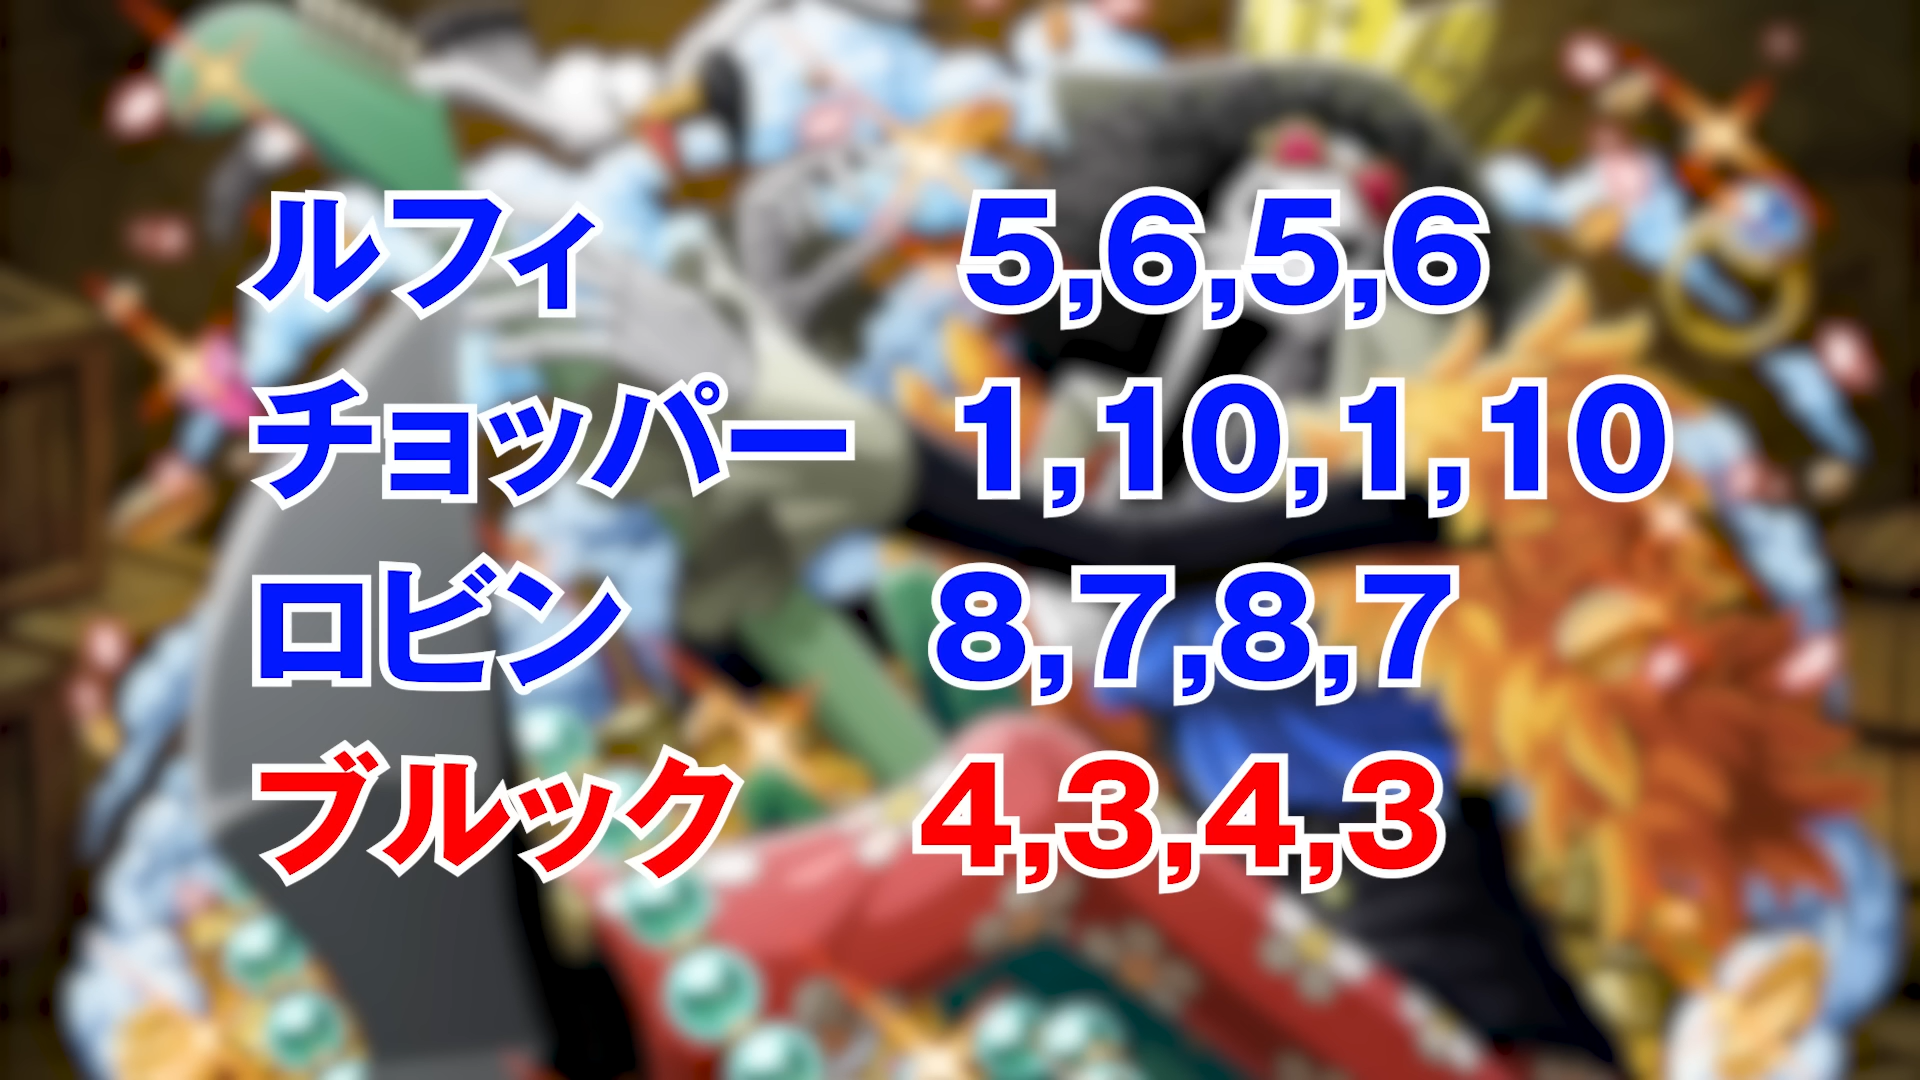 ルフィ 5,6,5,6
チョッパー 1,10,1,10
ロビン 8,7,8,7
ブルック 4,3,4,3